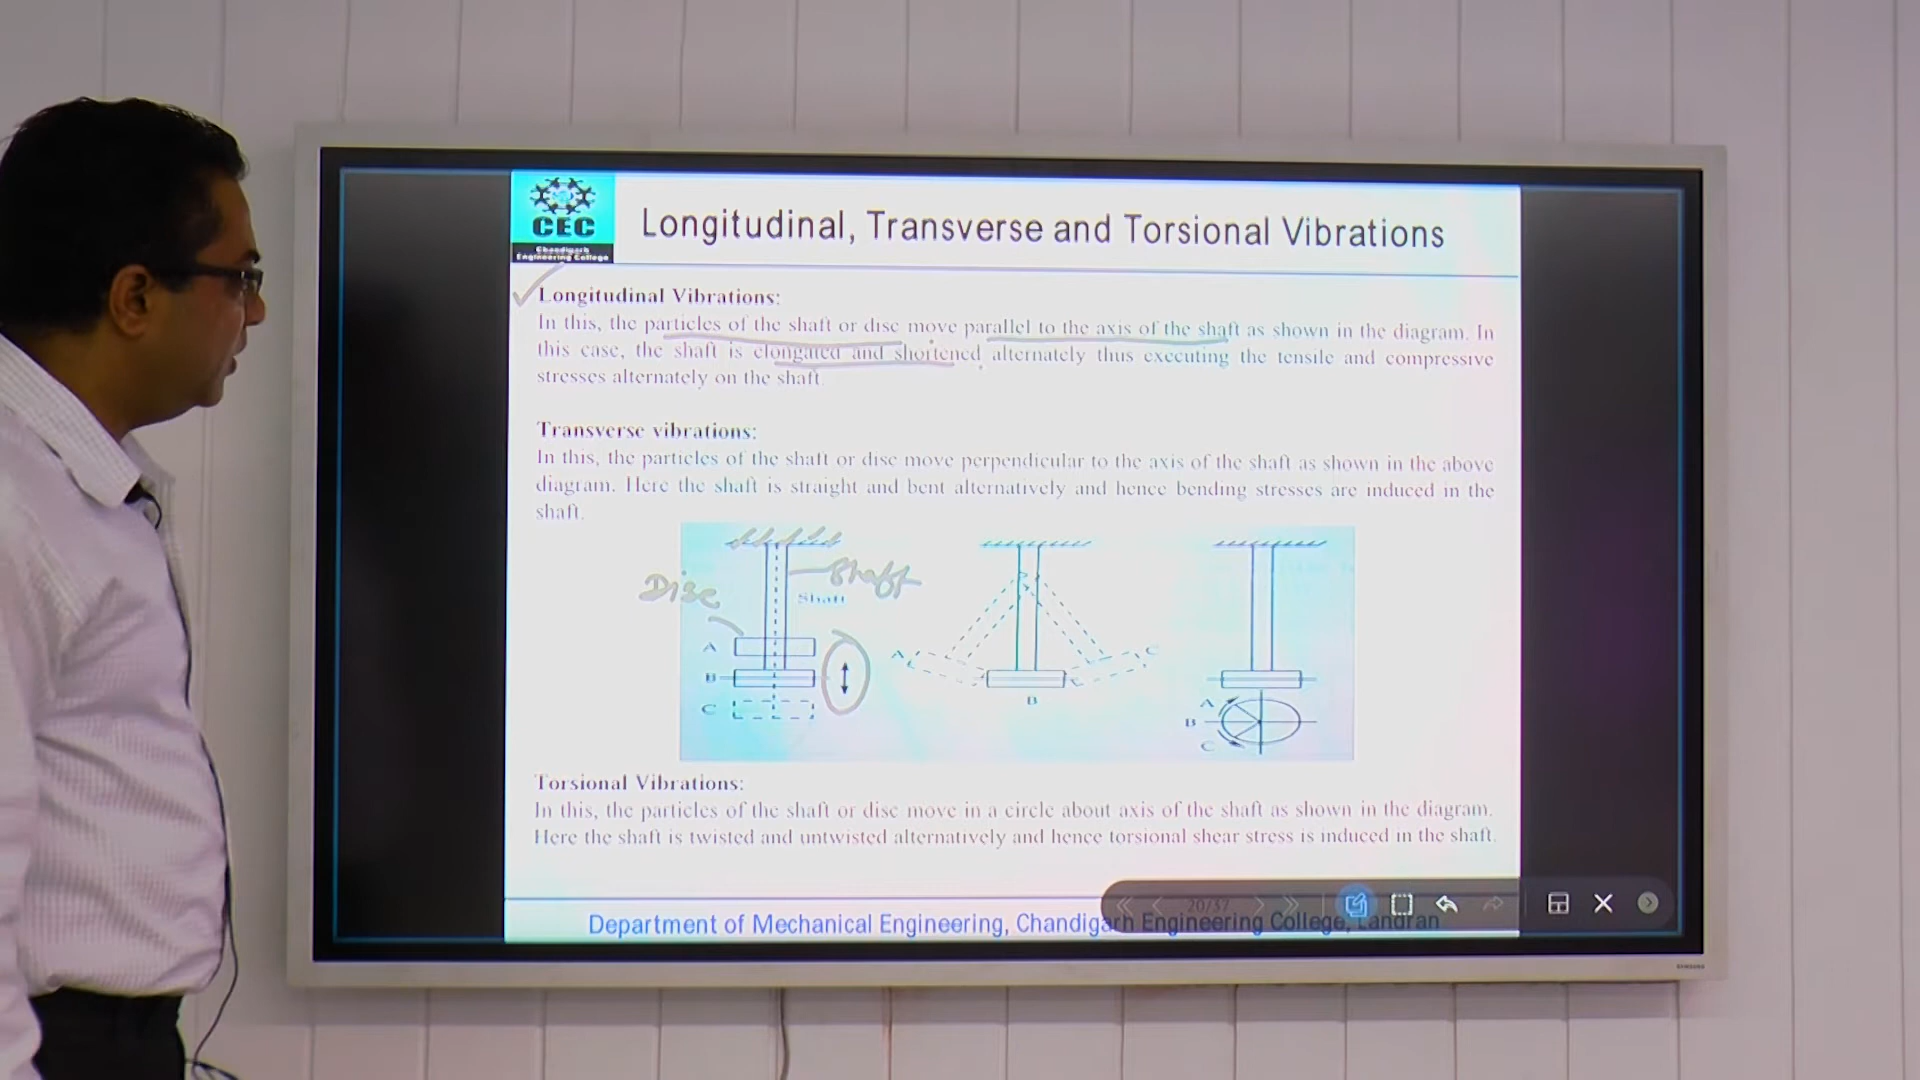 CEC
Chandigarh
Engineering College
Longitudinal, Transverse and Torsional Vibrations
Longitudinal Vibrations:
In this, the particles of the shaft or disc move parallel to the axis of the shaft as shown in the diagram. In
this case, the shaft is elongated and shortened alternately thus executing the tensile and compressive
stresses alternately on the shaft.
Transverse vibrations:
In this, the particles of the shaft or disc move perpendicular to the axis of the shaft as shown in the above
diagram. Here the shaft is straight and bent alternatively and hence bending stresses are induced in the
shaft.
Disc
Shaft
Shaft
A
B
C
A
B
C
A
B
C
Torsional Vibrations:
In this, the particles of the shaft or disc move in a circle about axis of the shaft as shown in the diagram.
Here the shaft is twisted and untwisted alternatively and hence torsional shear stress is induced in the shaft.
20/37
Department of Mechanical Engineering, Chandigarh Engineering College, Landran
SAMSUNG